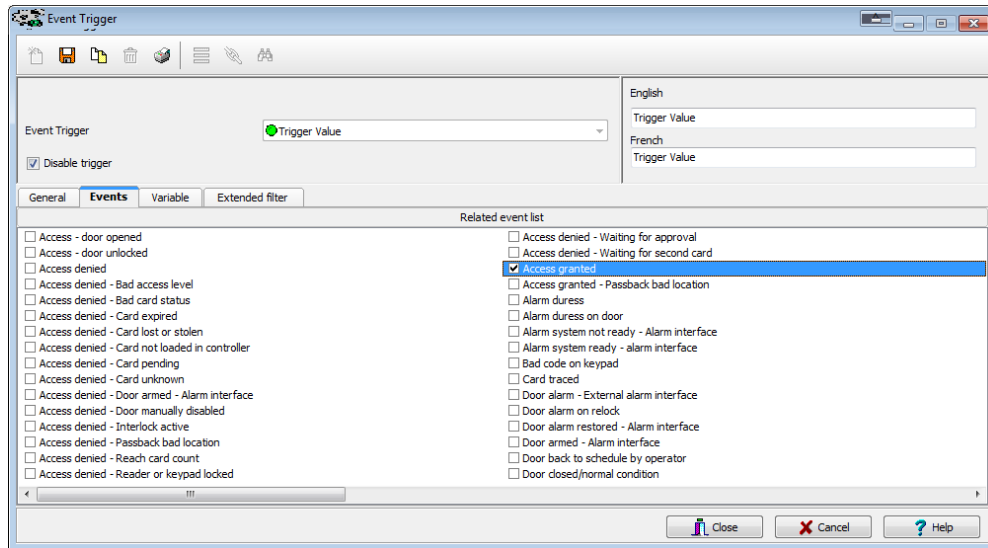 Event Trigger
English
Trigger Value
Event Trigger
Trigger Value
French
Trigger Value
Disable trigger
General
Events
Variable
Extended filter
Related event list
Access - door opened
Access - door unlocked
Access denied
Access denied - Bad access level
Access denied - Bad card status
Access denied - Card expired
Access denied - Card lost or stolen
Access denied - Card not loaded in controller
Access denied - Card pending
Access denied - Card unknown
Access denied - Door armed - Alarm interface
Access denied - Door manually disabled
Access denied - Interlock active
Access denied - Passback bad location
Access denied - Reach card count
Access denied - Reader or keypad locked
Access denied - Waiting for approval
Access denied - Waiting for second card
Access granted
Access granted - Passback bad location
Alarm duress
Alarm duress on door
Alarm system not ready - Alarm interface
Alarm system ready - alarm interface
Bad code on keypad
Card traced
Door alarm - External alarm interface
Door alarm on relock
Door alarm restored - Alarm interface
Door armed - Alarm interface
Door back to schedule by operator
Door closed/normal condition
Close
Cancel
Help